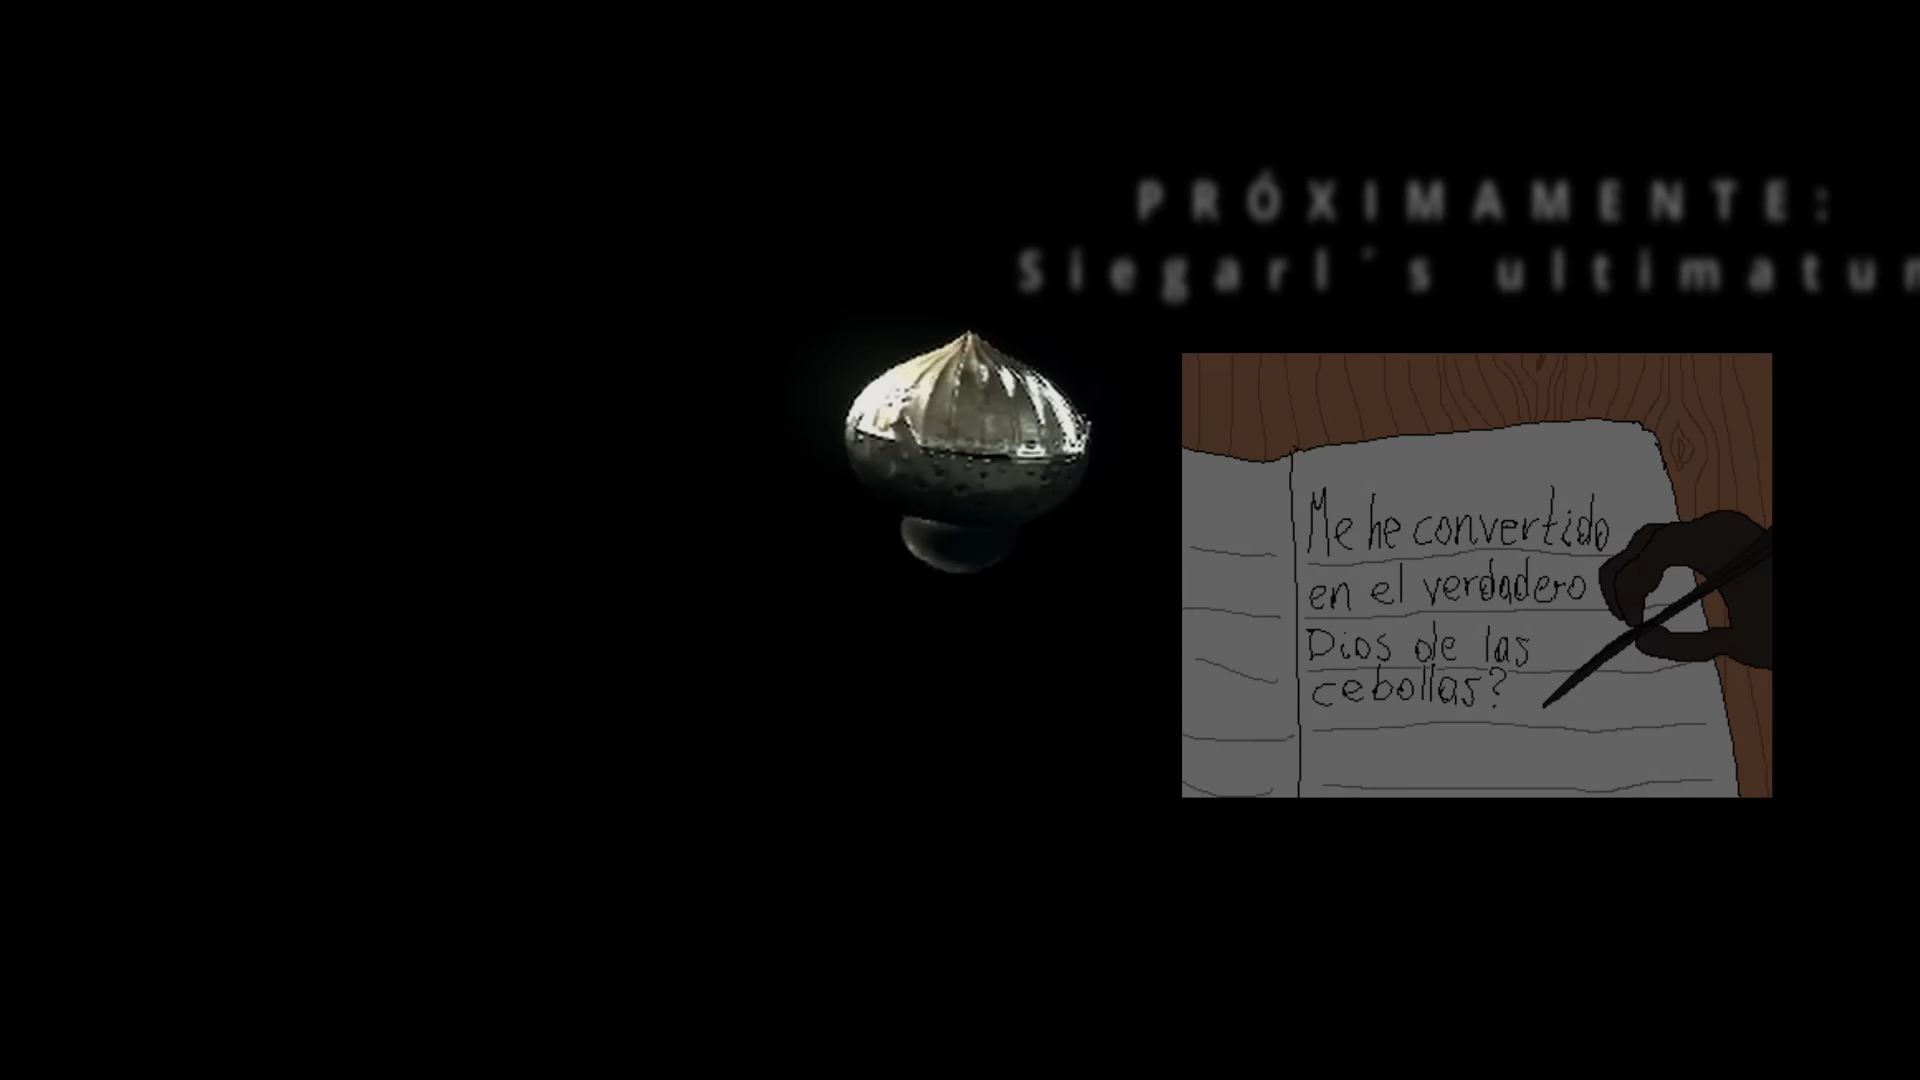 PRÓXIMAMENTE:
Siegarl´s ultimatum
Me he convertido
en el verdadero
Dios de las
cebollas?